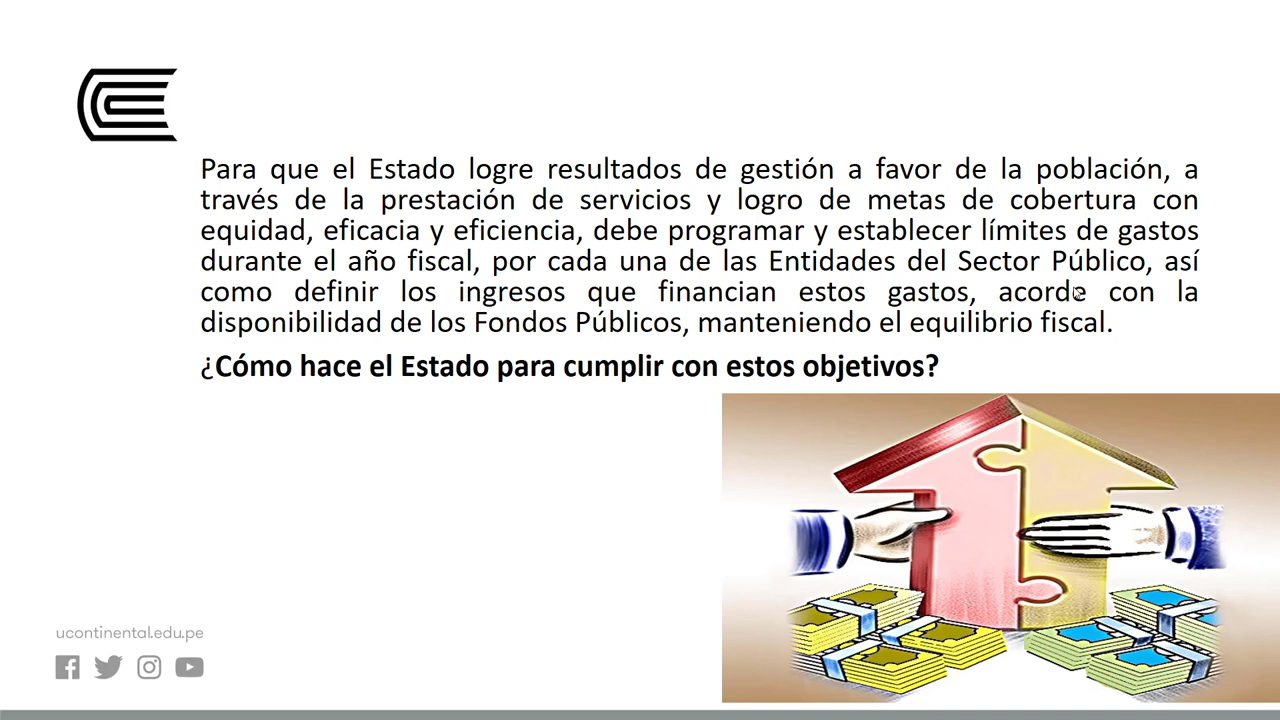 Para que el Estado logre resultados de gestión a favor de la población, a
través de la prestación de servicios y logro de metas de cobertura con
equidad, eficacia y eficiencia, debe programar y establecer límites de gastos
durante el año fiscal, por cada una de las Entidades del Sector Público, así
como definir los ingresos que financian estos gastos, acorde con la
disponibilidad de los Fondos Públicos, manteniendo el equilibrio fiscal.
¿Cómo hace el Estado para cumplir con estos objetivos?
ucontinental.edu.pe